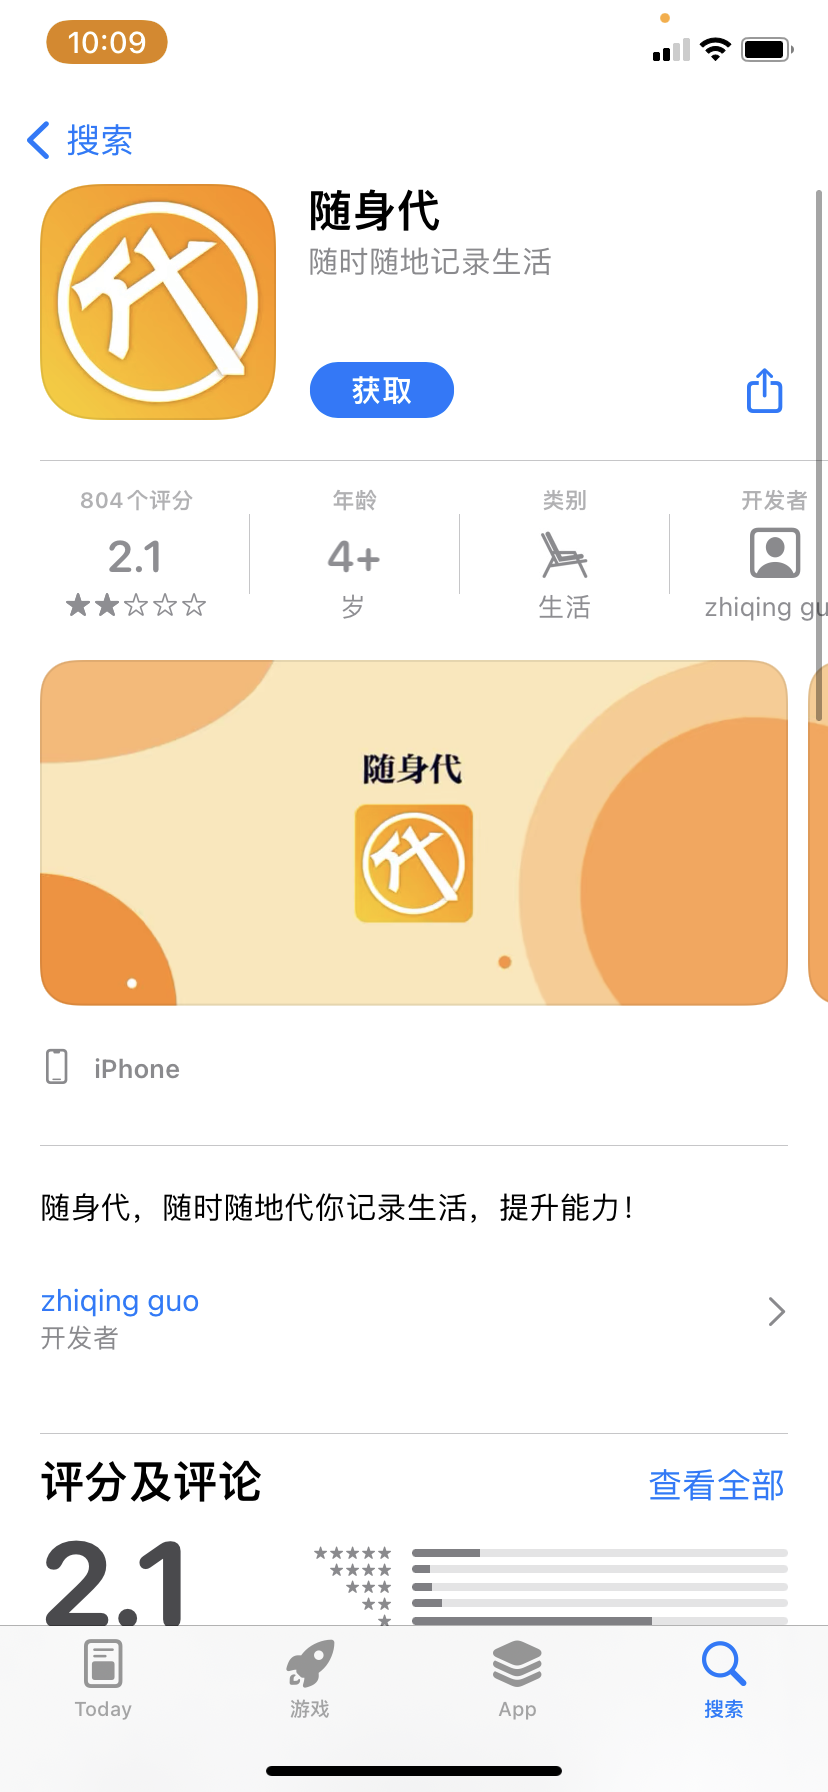 10:09
搜索
代
随身代
随时随地记录生活
获取
804个评分
年龄
类别
开发者
2.1
4+
岁
生活
zhiqing gu
随身代
代
iPhone
随身代，随时随地代你记录生活，提升能力！
zhiqing guo
开发者
评分及评论
查看全部
2.1
Today
游戏
App
搜索